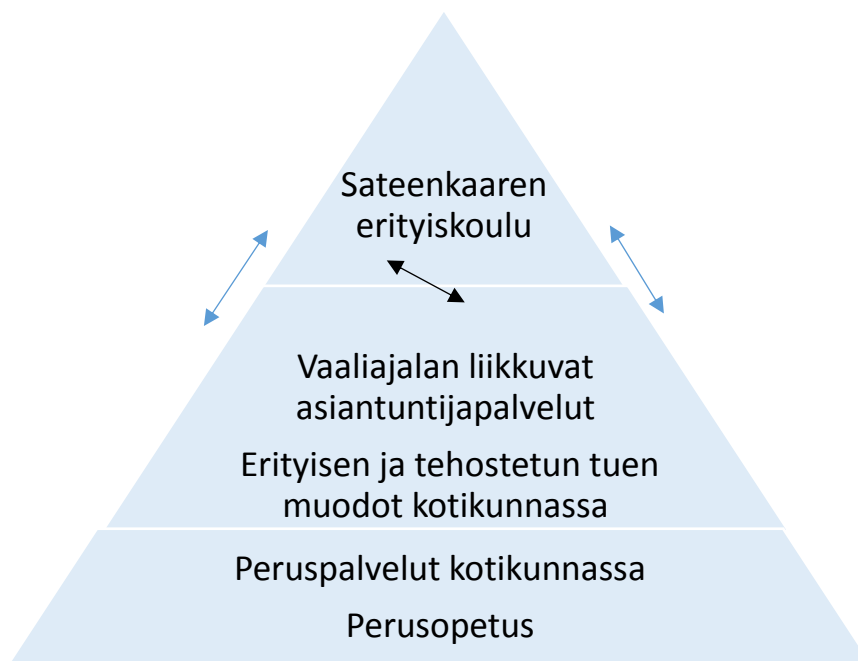 Sateenkaaren
erityiskoulu
Vaaliajalan liikkuvat
asiantuntijapalvelut
Erityisen ja tehostetun tuen
muodot kotikunnassa
Peruspalvelut kotikunnassa
Perusopetus